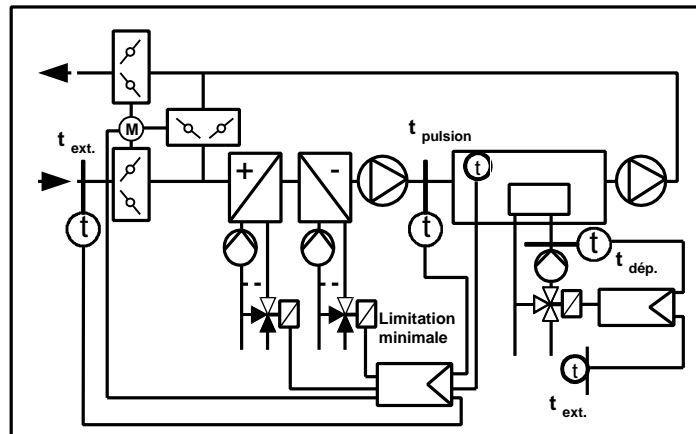 M
t ext.
t
+
-
t pulsion
t
t
t
t dép.
Limitation
minimale
t
t ext.